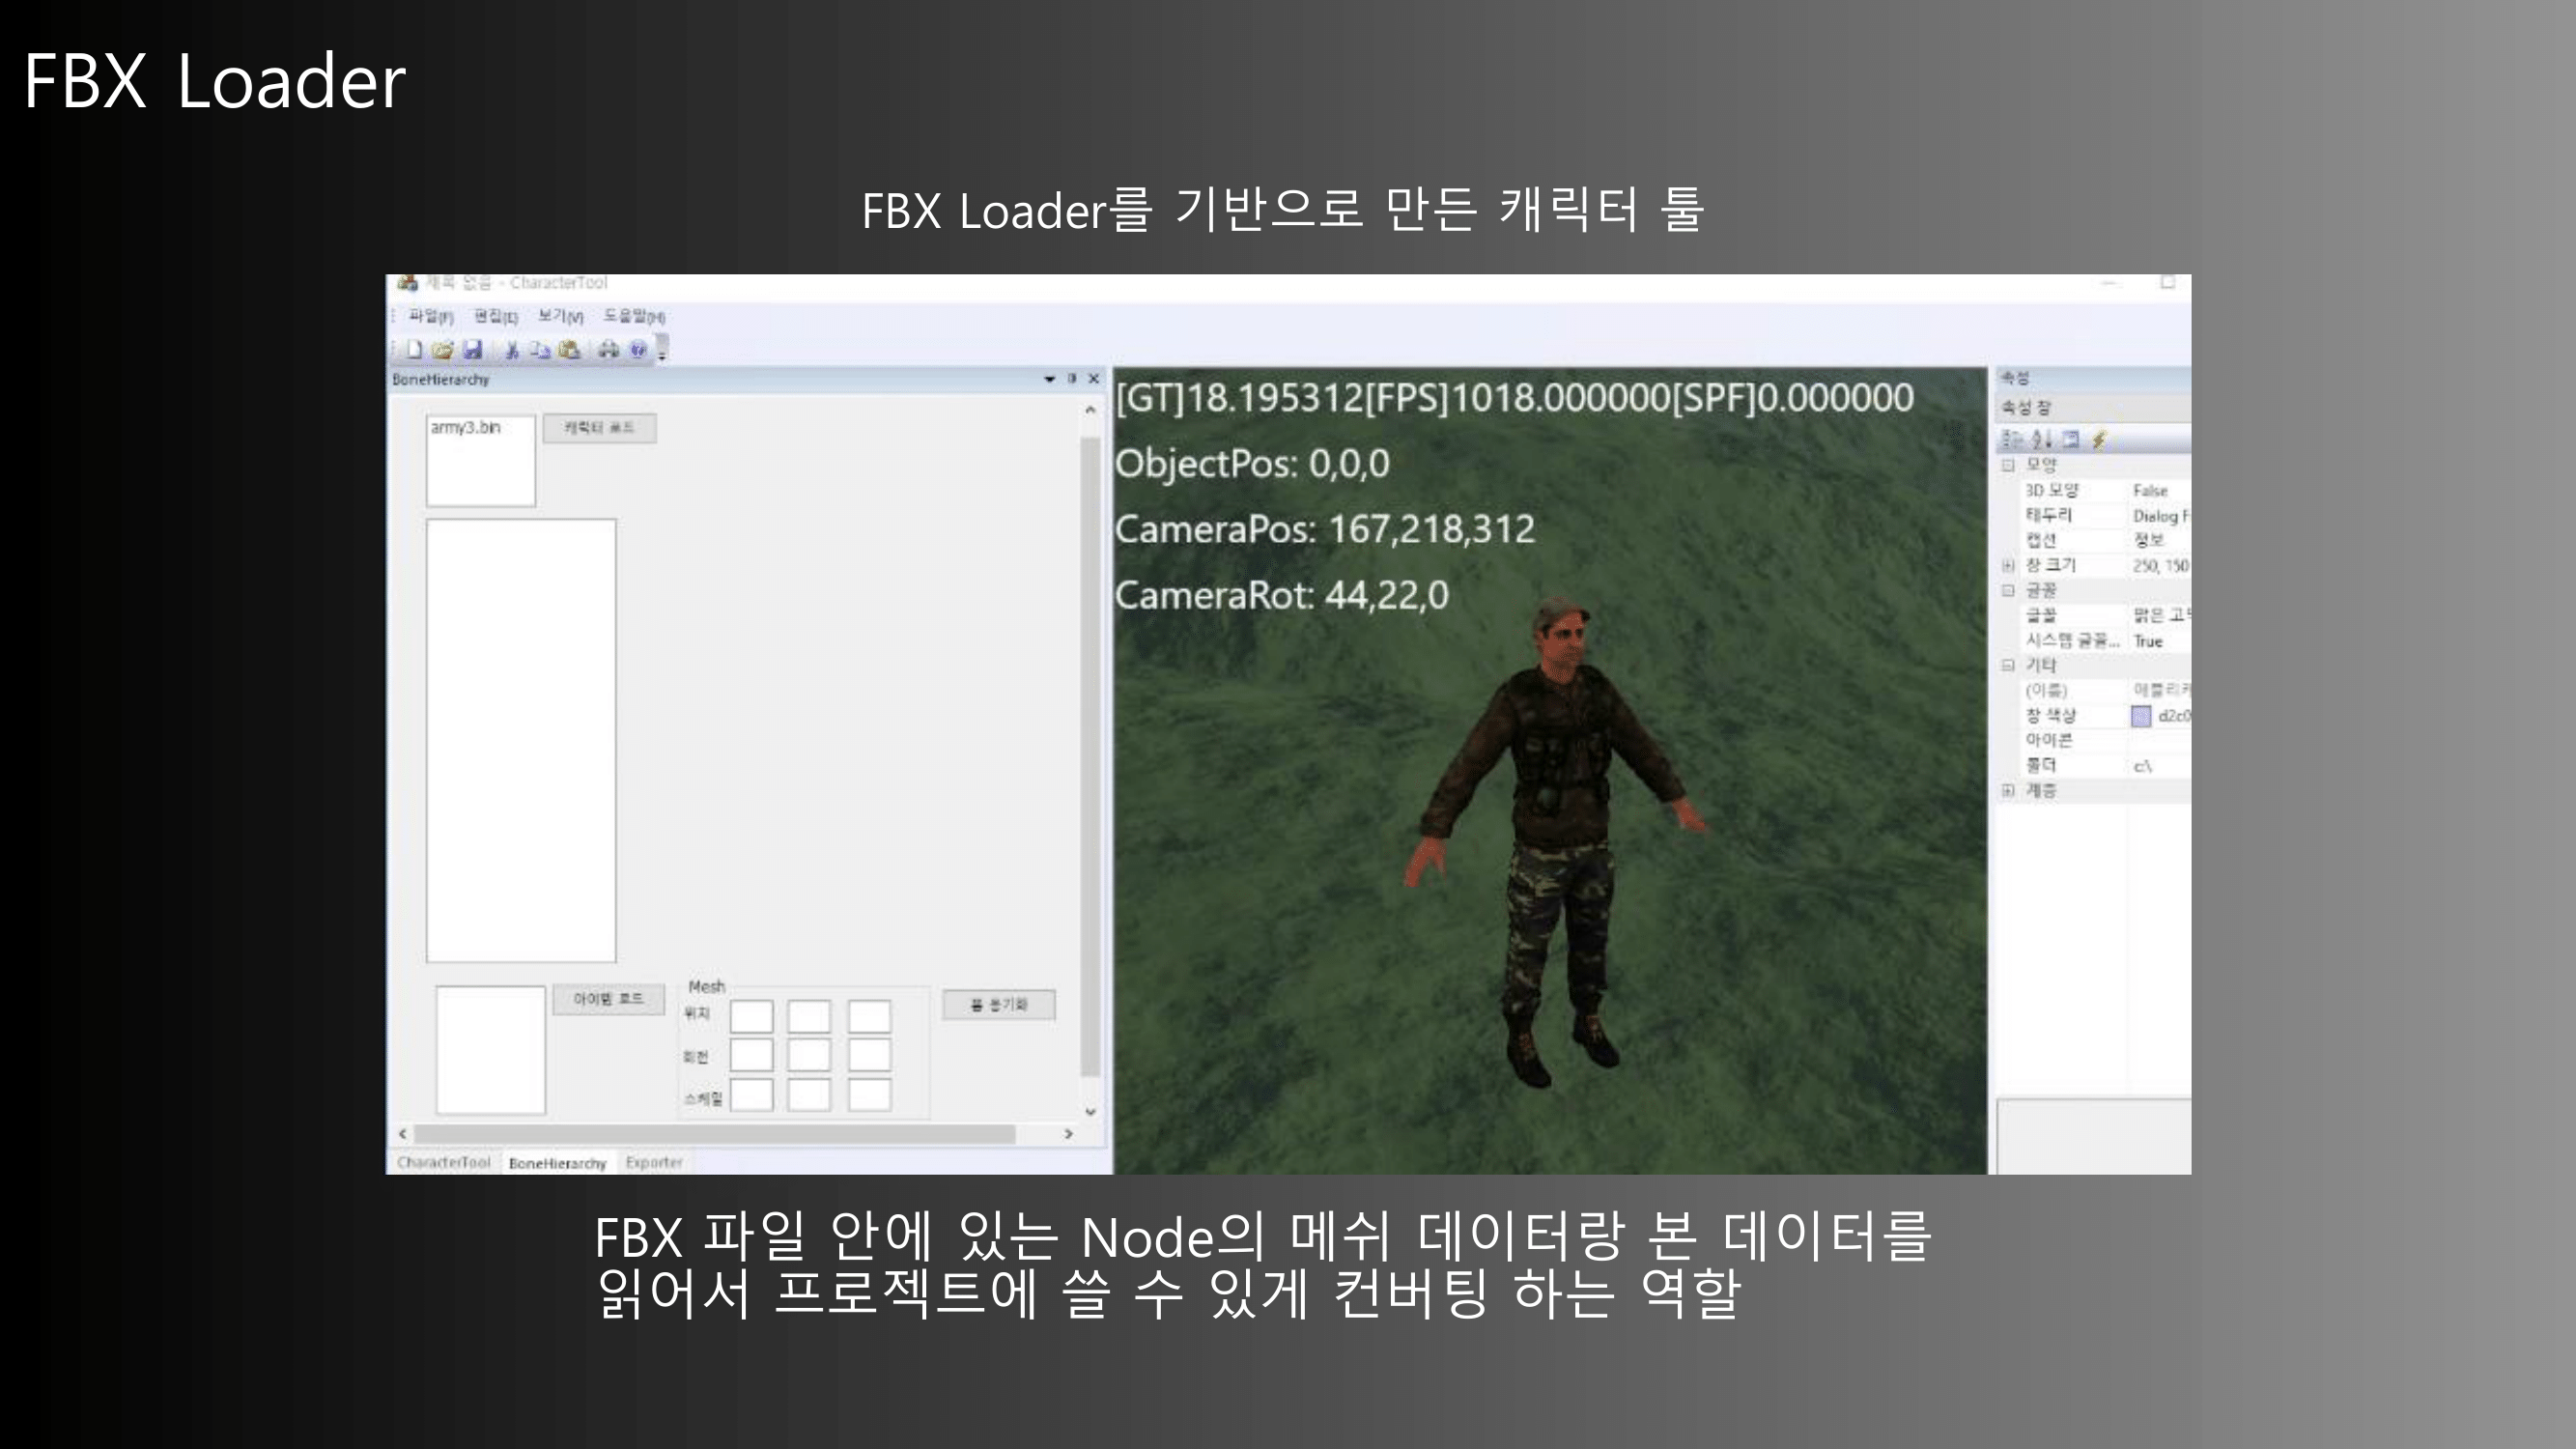 FBX Loader
FBX Loader를 기반으로 만든 캐릭터 툴
제목 없음 - CharacterTool
파일(F) 편집(E) 보기(V) 도움말(H)
BoneHierarchy
army3.bin
캐릭터 로드
아이템 로드
Mesh
위치
회전
스케일
본 동기화
CharacterTool BoneHierarchy Exporter
[GT]18.195312[FPS]1018.000000[SPF]0.000000
ObjectPos: 0,0,0
CameraPos: 167,218,312
CameraRot: 44,22,0
속성
속성 창
모양
3D 모양 False
테두리 Dialog F
캡션 정보
창 크기 250, 150
글꼴
글꼴 맑은 고
시스템 글꼴... True
기타
(이름) 애플리케
창 색상 d2c0
아이콘
폴더 c:\
계층
FBX 파일 안에 있는 Node의 메쉬 데이터랑 본 데이터를
읽어서 프로젝트에 쓸 수 있게 컨버팅 하는 역할